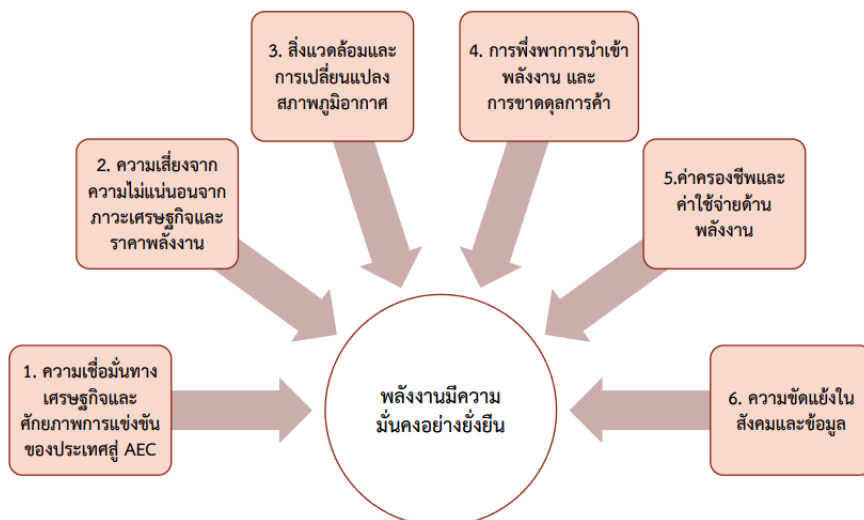 1. ความเชื่อมั่นทาง
เศรษฐกิจและ
ศักยภาพการแข่งขัน
ของประเทศสู่ AEC
2. ความเสี่ยงจาก
ความไม่แน่นอนจาก
ภาวะเศรษฐกิจและ
ราคาพลังงาน
3. สิ่งแวดล้อมและ
การเปลี่ยนแปลง
สภาพภูมิอากาศ
4. การพึ่งพาการนำเข้า
พลังงาน และ
การขาดดุลการค้า
5.ค่าครองชีพและ
ค่าใช้จ่ายด้าน
พลังงาน
6. ความขัดแย้งใน
สังคมและข้อมูล
พลังงานมีความ
มั่นคงอย่างยั่งยืน